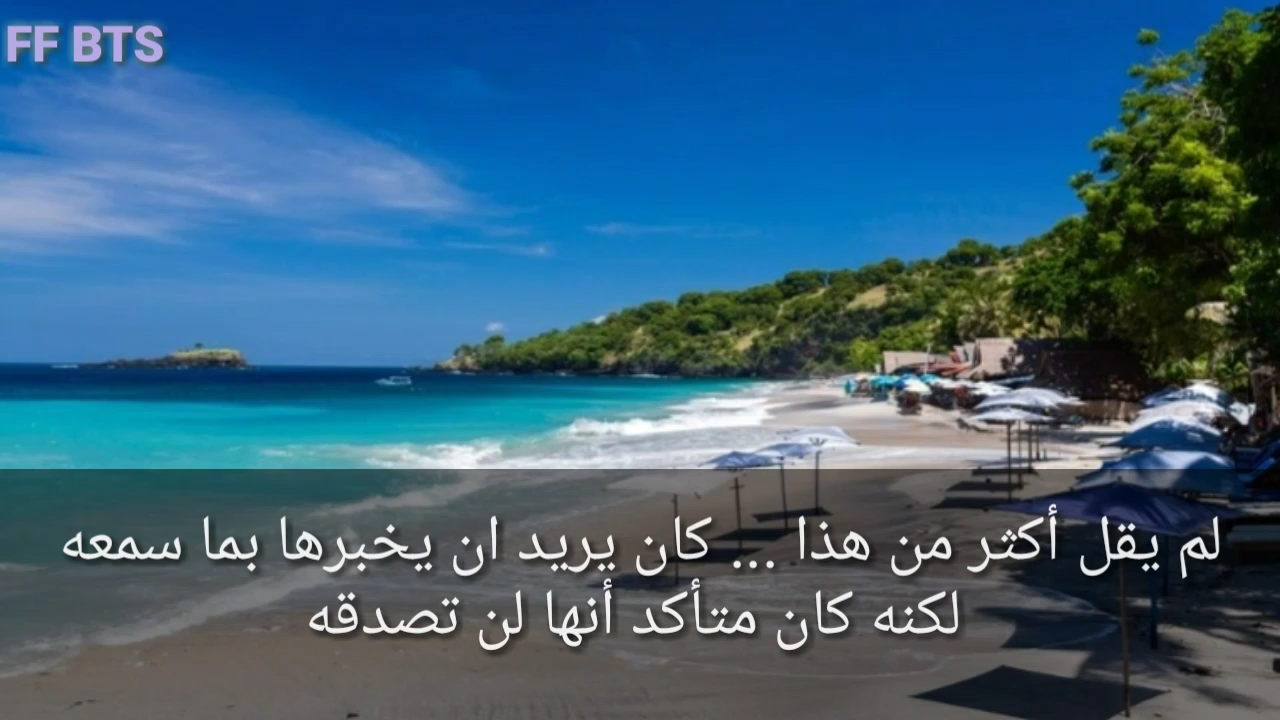 FF BTS
لم يقل أكثر من هذا ... كان يريد ان يخبرها بما سمعه
لكنه كان متأكد أنها لن تصدقه